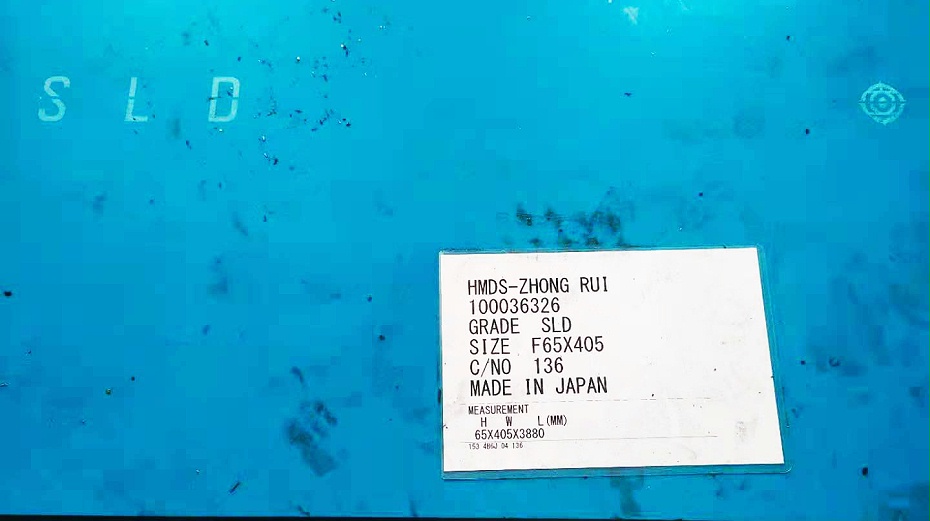 SLD
HMDS-ZHONG RUI
100036326
GRADE SLD
SIZE F65X405
C/NO 136
MADE IN JAPAN
MEASUREMENT
H W L(MM)
65X405X3880